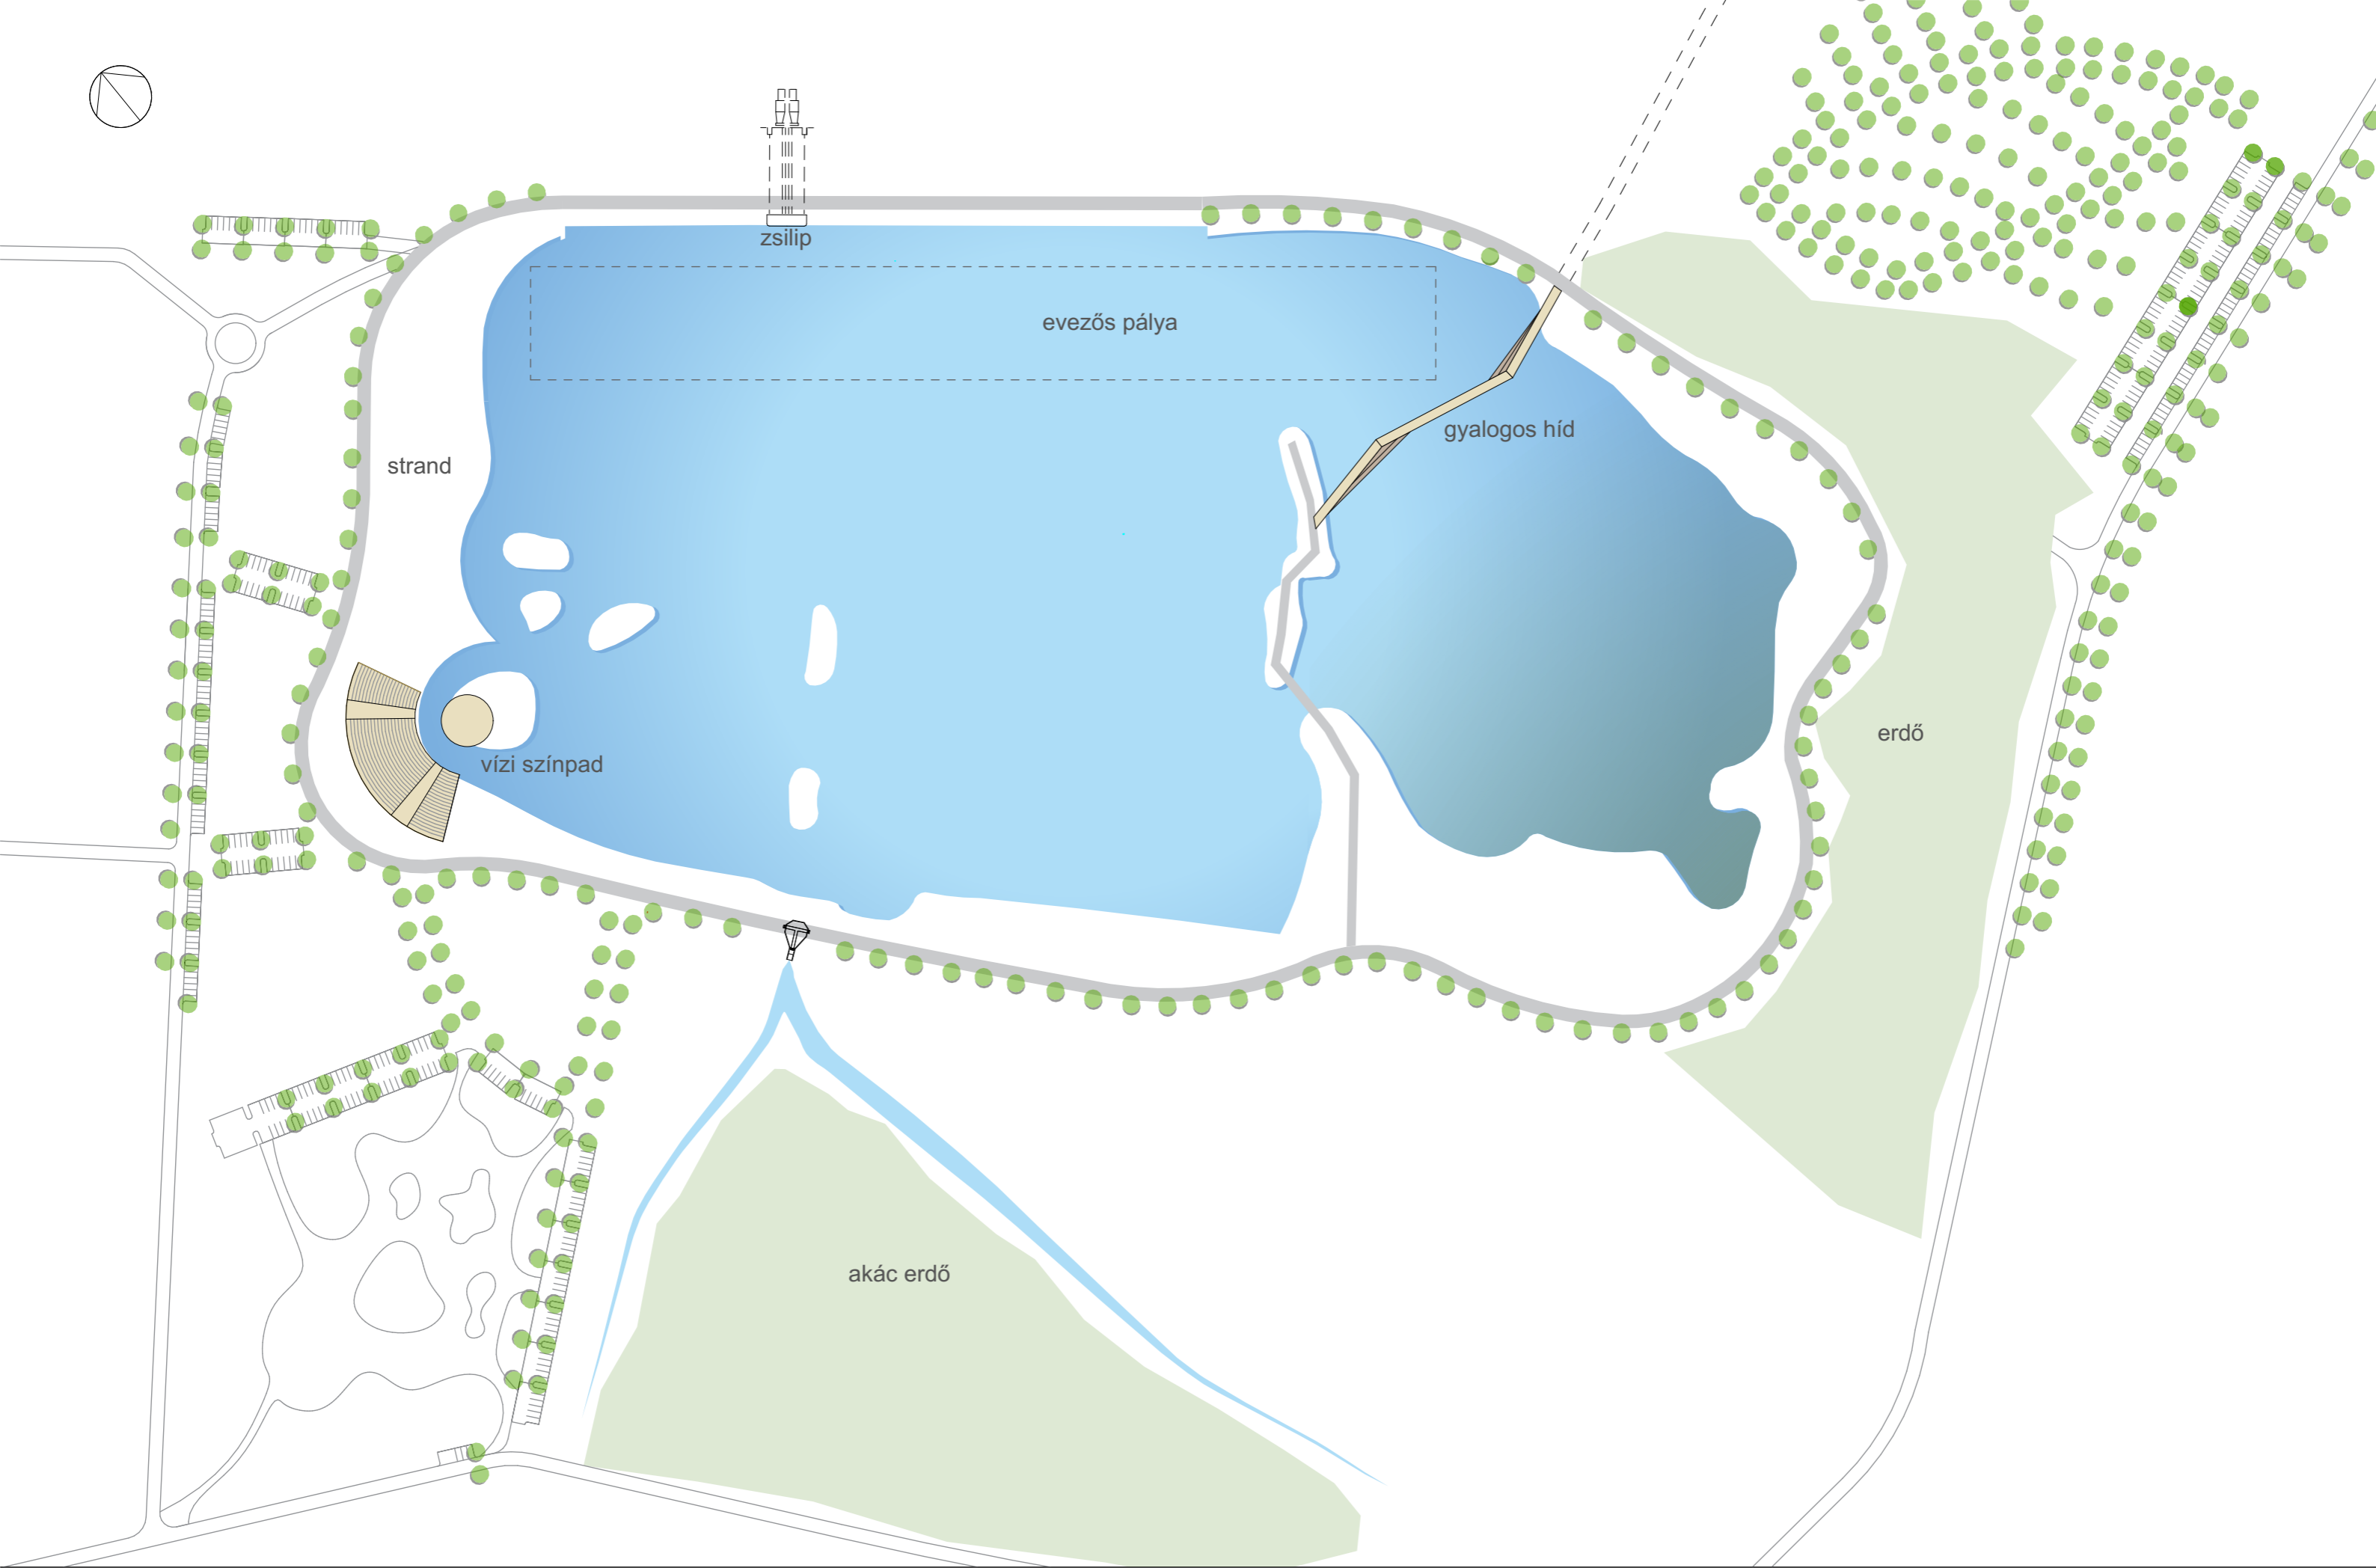 zsilip
evezős pálya
gyalogos híd
strand
erdő
vízi színpad
akác erdő